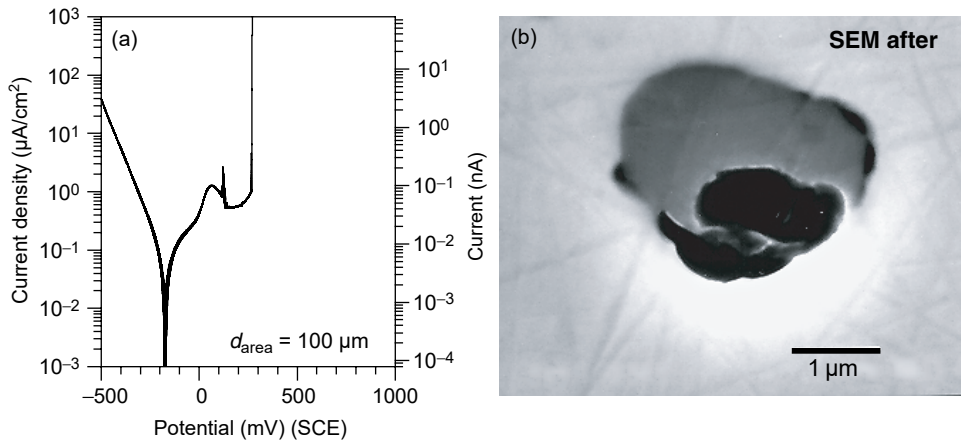 (a)
Current density (µA/cm²)
10³
10²
10¹
10⁰
10⁻¹
10⁻²
10⁻³
–500
0
500
1000
Potential (mV) (SCE)
10¹
10⁰
10⁻¹
10⁻²
10⁻³
10⁻⁴
Current (nA)
d_area = 100 µm
(b)
SEM after
1 µm